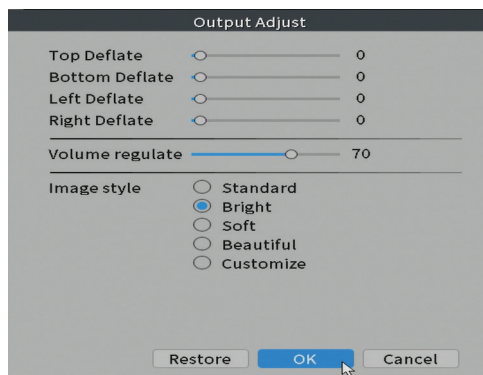 Output Adjust
Top Deflate 0
Bottom Deflate 0
Left Deflate 0
Right Deflate 0
Volume regulate 70
Image style Standard
Bright
Soft
Beautiful
Customize
Restore OK Cancel